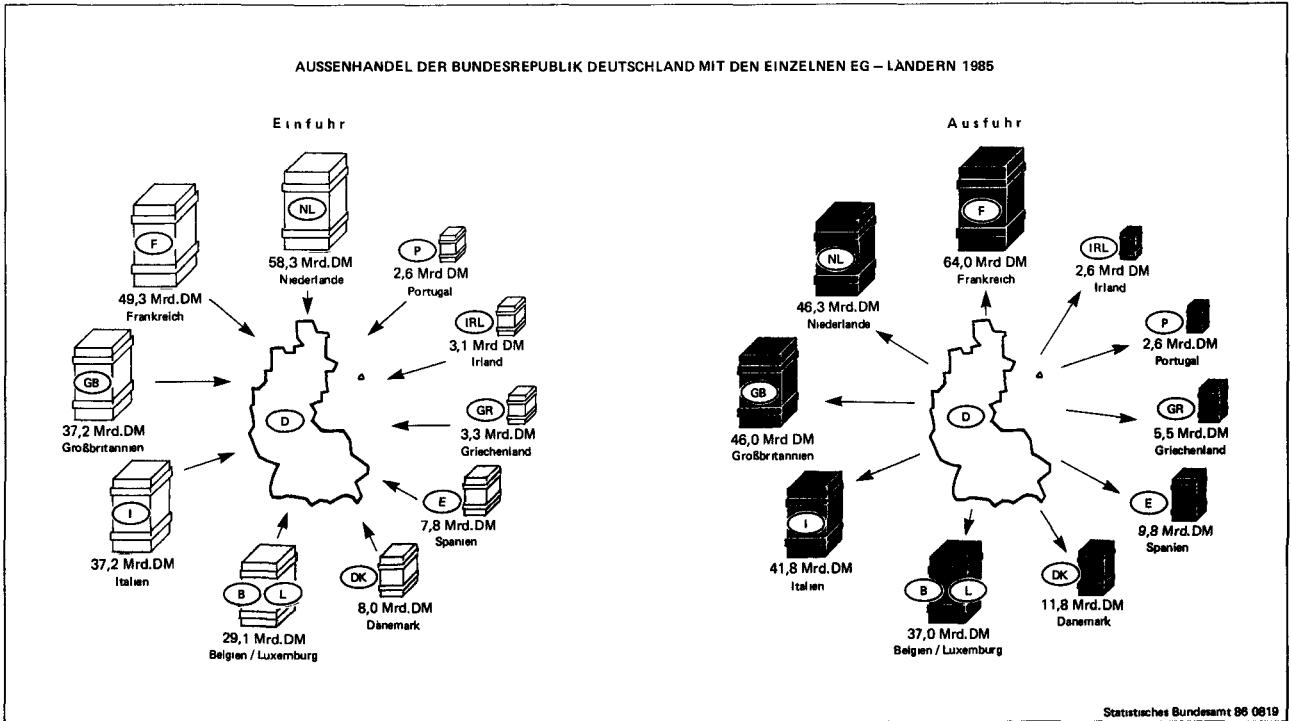 AUSSENHANDEL DER BUNDESREPUBLIK DEUTSCHLAND MIT DEN EINZELNEN EG – LÄNDERN 1985
Einfuhr
NL
58,3 Mrd.DM
Niederlande
F
49,3 Mrd.DM
Frankreich
P
2,6 Mrd DM
Portugal
IRL
3,1 Mrd DM
Irland
GB
37,2 Mrd.DM
Großbritannien
D
GR
3,3 Mrd.DM
Griechenland
I
37,2 Mrd.DM
Italien
E
7,8 Mrd.DM
Spanien
B L
29,1 Mrd.DM
Belgien / Luxemburg
DK
8,0 Mrd.DM
Dänemark
Ausfuhr
F
64,0 Mrd DM
Frankreich
NL
46,3 Mrd.DM
Niederlande
IRL
2,6 Mrd DM
Irland
P
2,6 Mrd.DM
Portugal
GB
46,0 Mrd DM
Großbritannien
D
GR
5,5 Mrd.DM
Griechenland
I
41,8 Mrd.DM
Italien
E
9,8 Mrd.DM
Spanien
B L
37,0 Mrd.DM
Belgien / Luxemburg
DK
11,8 Mrd.DM
Danemark
Statistisches Bundesamt 86 0819